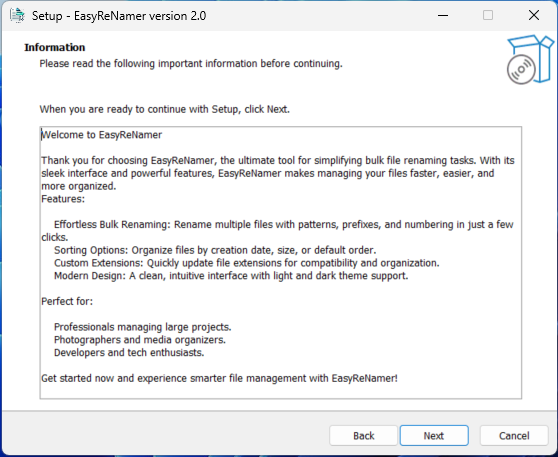 Setup - EasyReNamer version 2.0
Information
Please read the following important information before continuing.
When you are ready to continue with Setup, click Next.
Welcome to EasyReNamer
Thank you for choosing EasyReNamer, the ultimate tool for simplifying bulk file renaming tasks. With its
sleek interface and powerful features, EasyReNamer makes managing your files faster, easier, and
more organized.
Features:
Effortless Bulk Renaming: Rename multiple files with patterns, prefixes, and numbering in just a few
clicks.
Sorting Options: Organize files by creation date, size, or default order.
Custom Extensions: Quickly update file extensions for compatibility and organization.
Modern Design: A clean, intuitive interface with light and dark theme support.
Perfect for:
Professionals managing large projects.
Photographers and media organizers.
Developers and tech enthusiasts.
Get started now and experience smarter file management with EasyReNamer!
Back
Next
Cancel